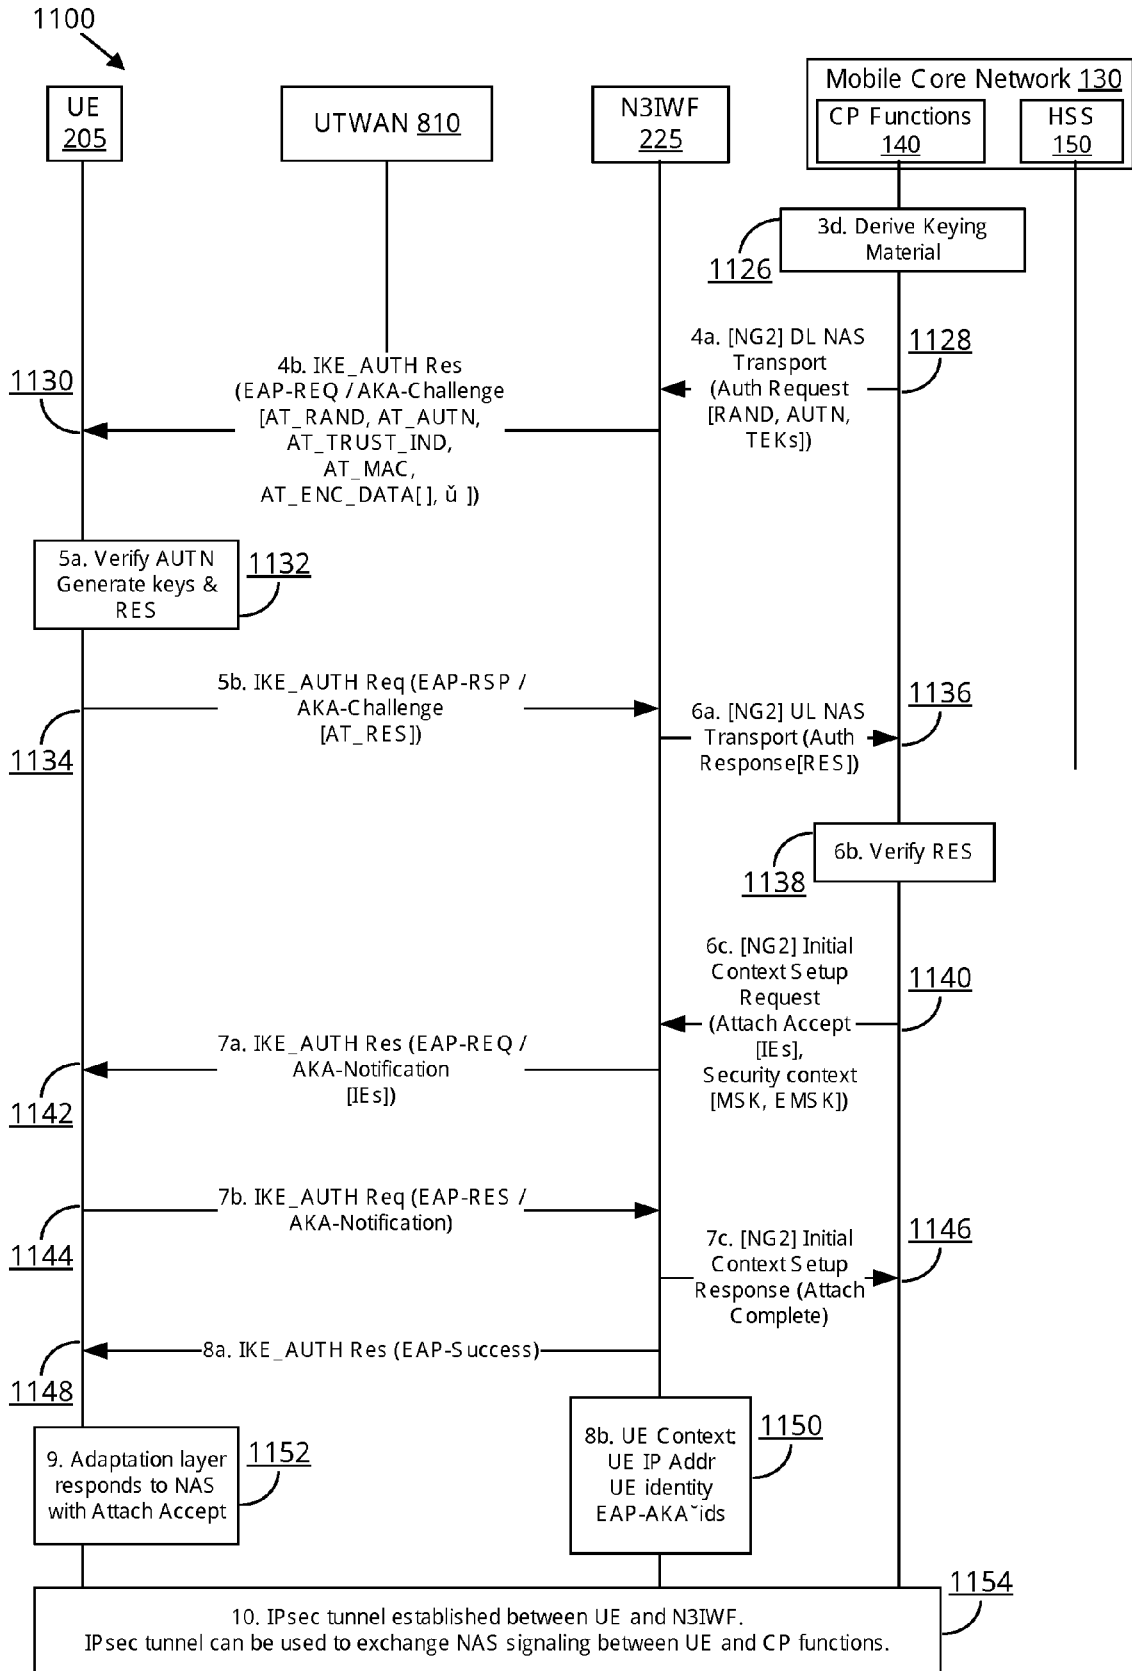 1100
UE
205
UTWAN 810
N3IWF
225
Mobile Core Network 130
CP Functions
140
HSS
150
3d. Derive Keying
Material
1126
4a. [NG2] DL NAS
Transport
(Auth Request
[RAND, AUTN,
TEKs])
1128
4b. IKE_AUTH Res
(EAP-REQ / AKA-Challenge
[AT_RAND, AT_AUTN,
AT_TRUST_IND,
AT_MAC,
AT_ENC_DATA[ ], ǔ ])
1130
5a. Verify AUTN
Generate keys &
RES
1132
5b. IKE_AUTH Req (EAP-RSP /
AKA-Challenge
[AT_RES])
1134
6a. [NG2] UL NAS
Transport (Auth
Response[RES])
1136
6b. Verify RES
1138
6c. [NG2] Initial
Context Setup
Request
(Attach Accept
[IEs],
Security context
[MSK, EMSK])
1140
7a. IKE_AUTH Res (EAP-REQ /
AKA-Notification
[IEs])
1142
7b. IKE_AUTH Req (EAP-RES /
AKA-Notification)
1144
7c. [NG2] Initial
Context Setup
Response (Attach
Complete)
1146
8a. IKE_AUTH Res (EAP-Success)
1148
8b. UE Context:
UE IP Addr
UE identity
EAP-AKAˇids
1150
9. Adaptation layer
responds to NAS
with Attach Accept
1152
10. IPsec tunnel established between UE and N3IWF.
IPsec tunnel can be used to exchange NAS signaling between UE and CP functions.
1154